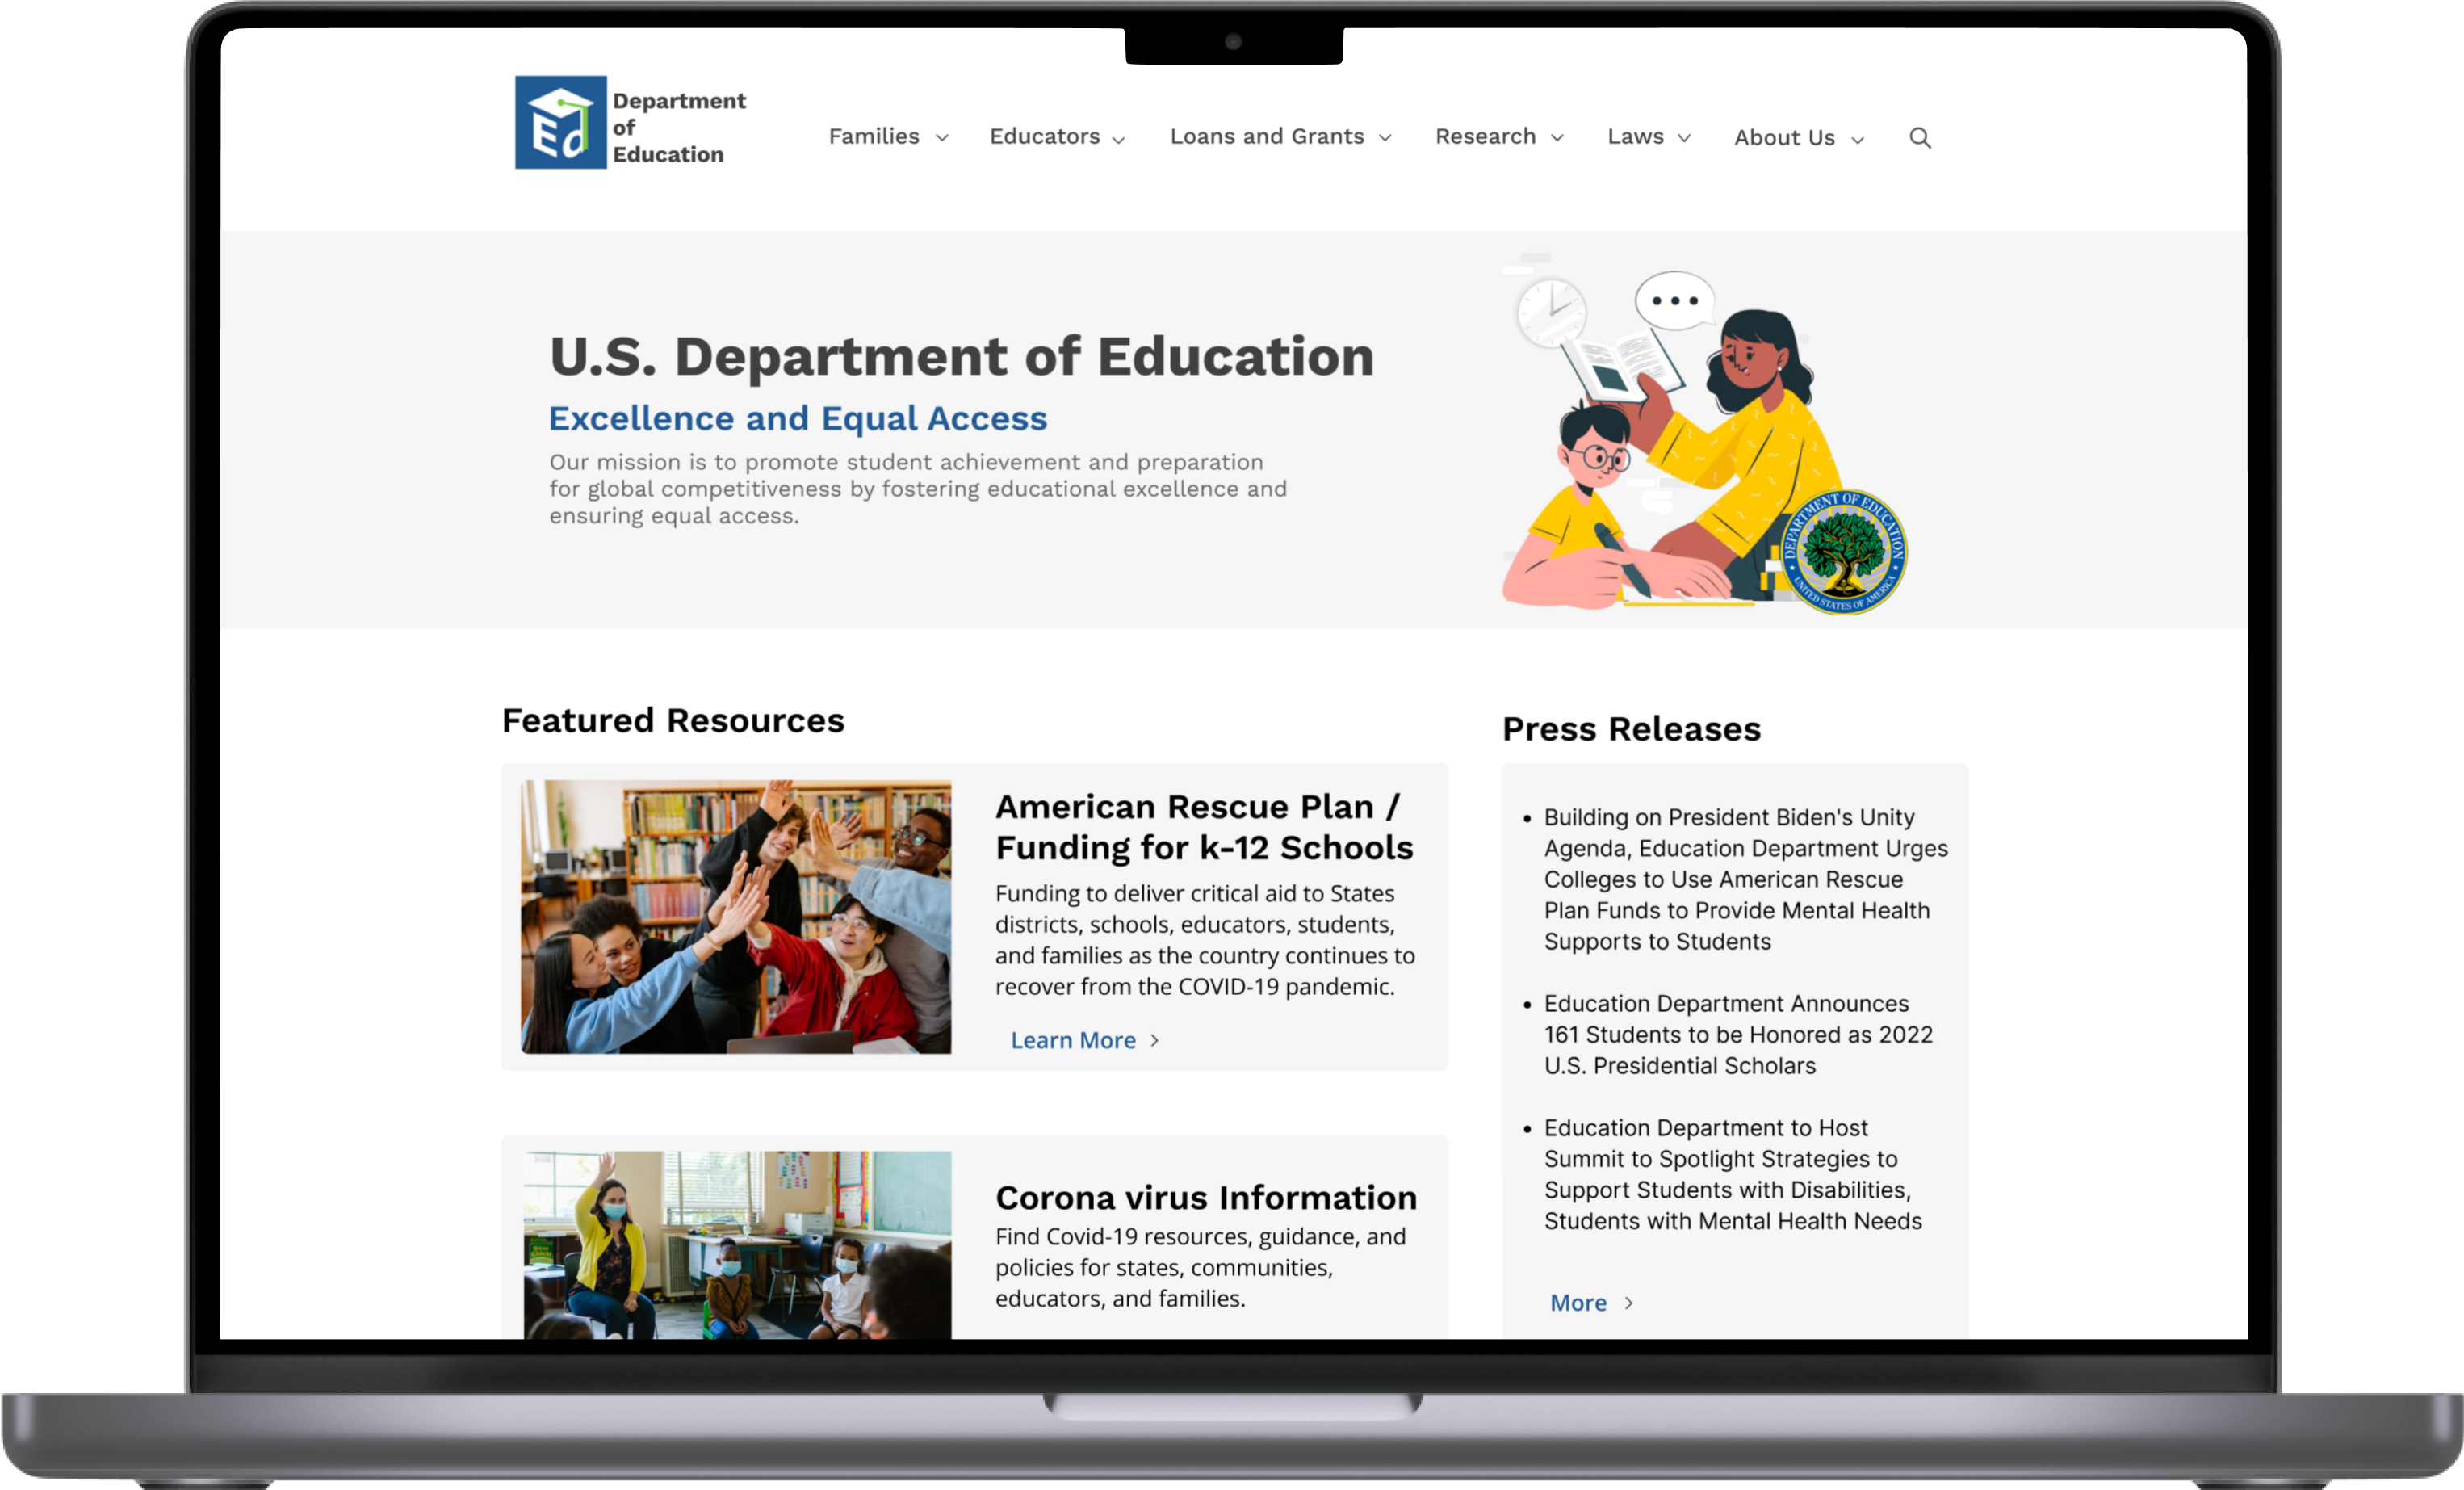 Ed
Department
of
Education
Families
Educators
Loans and Grants
Research
Laws
About Us
U.S. Department of Education
Excellence and Equal Access
Our mission is to promote student achievement and preparation
for global competitiveness by fostering educational excellence and
ensuring equal access.
DEPARTMENT OF EDUCATION
UNITED STATES OF AMERICA
Featured Resources
American Rescue Plan /
Funding for k-12 Schools
Funding to deliver critical aid to States
districts, schools, educators, students,
and families as the country continues to
recover from the COVID-19 pandemic.
Learn More
Corona virus Information
Find Covid-19 resources, guidance, and
policies for states, communities,
educators, and families.
Press Releases
Building on President Biden's Unity
Agenda, Education Department Urges
Colleges to Use American Rescue
Plan Funds to Provide Mental Health
Supports to Students
Education Department Announces
161 Students to be Honored as 2022
U.S. Presidential Scholars
Education Department to Host
Summit to Spotlight Strategies to
Support Students with Disabilities,
Students with Mental Health Needs
More